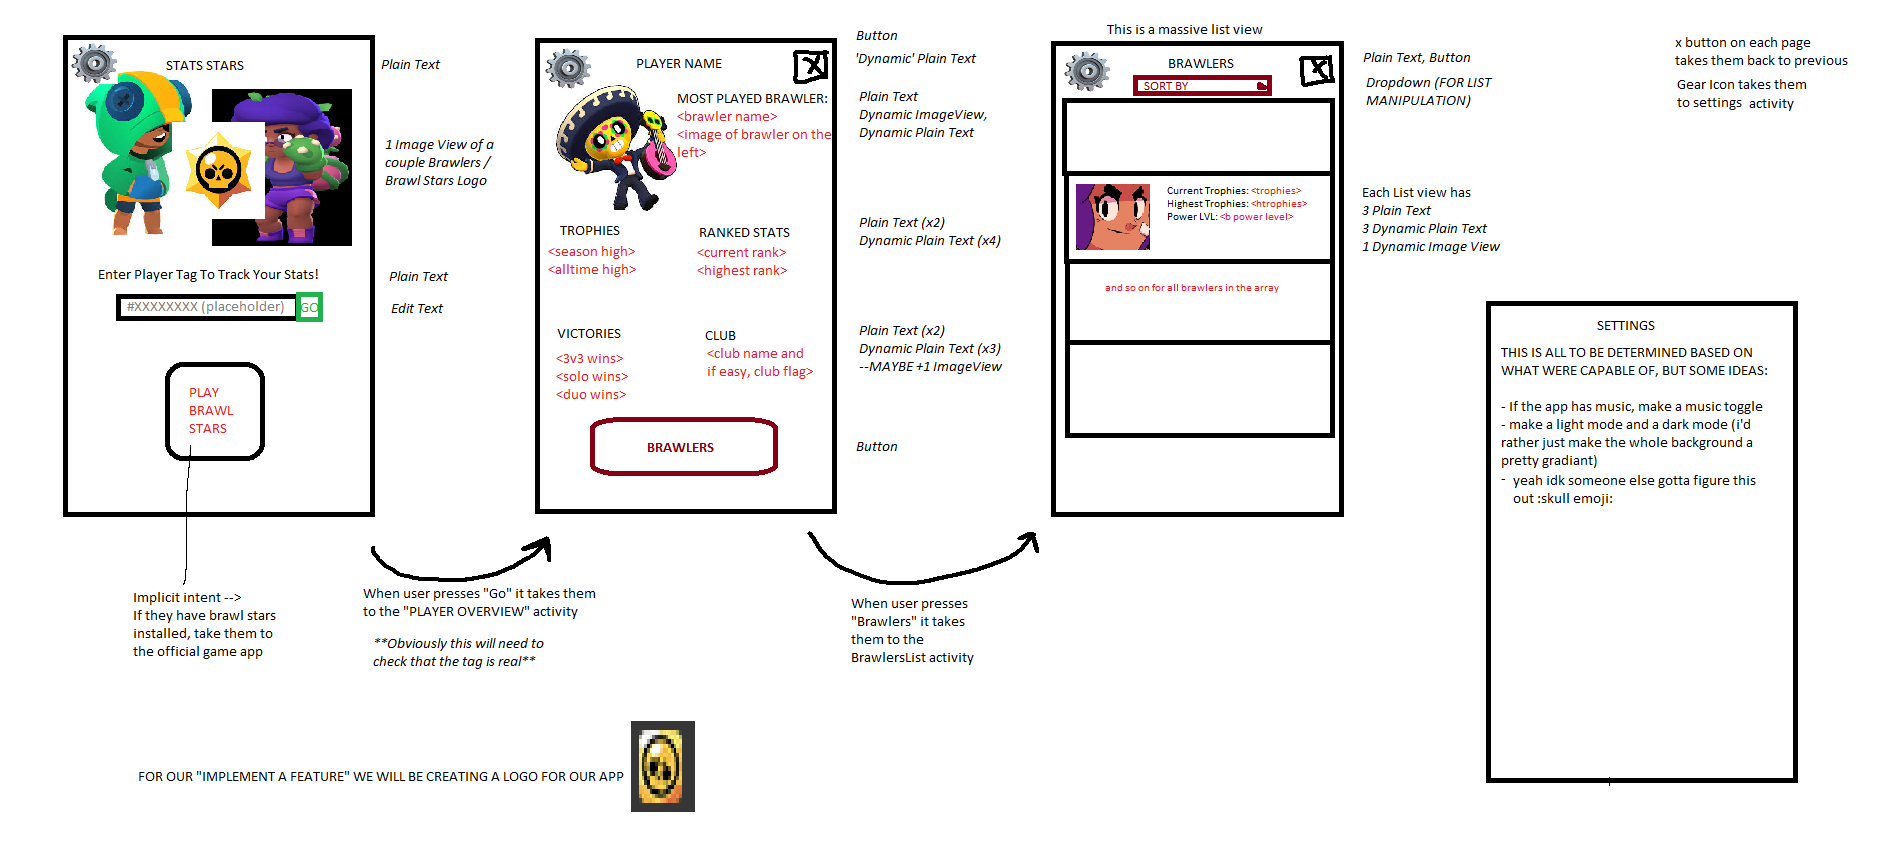 STATS STARS
Plain Text
1 Image View of a
couple Brawlers /
Brawl Stars Logo
Enter Player Tag To Track Your Stats!
Plain Text
#XXXXXXXX (placeholder)
GO
Edit Text
PLAY
BRAWL
STARS
Implicit intent -->
If they have brawl stars
installed, take them to
the official game app
When user presses "Go" it takes them
to the "PLAYER OVERVIEW" activity
**Obviously this will need to
check that the tag is real**
PLAYER NAME
X
Button
'Dynamic' Plain Text
MOST PLAYED BRAWLER:
<brawler name>
<image of brawler on the
left>
Plain Text
Dynamic ImageView,
Dynamic Plain Text
TROPHIES
<season high>
<alltime high>
RANKED STATS
<current rank>
<highest rank>
Plain Text (x2)
Dynamic Plain Text (x4)
VICTORIES
<3v3 wins>
<solo wins>
<duo wins>
CLUB
<club name and
if easy, club flag>
Plain Text (x2)
Dynamic Plain Text (x3)
--MAYBE +1 ImageView
BRAWLERS
Button
When user presses
"Brawlers" it takes
them to the
BrawlersList activity
This is a massive list view
BRAWLERS
X
SORT BY
Plain Text, Button
Dropdown (FOR LIST
MANIPULATION)
Current Trophies: <trophies>
Highest Trophies: <htrophies>
Power LVL: <b power level>
Each List view has
3 Plain Text
3 Dynamic Plain Text
1 Dynamic Image View
and so on for all brawlers in the array
x button on each page
takes them back to previous
Gear Icon takes them
to settings activity
SETTINGS
THIS IS ALL TO BE DETERMINED BASED ON
WHAT WERE CAPABLE OF, BUT SOME IDEAS:
- If the app has music, make a music toggle
- make a light mode and a dark mode (i'd
rather just make the whole background a
pretty gradiant)
- yeah idk someone else gotta figure this
out :skull emoji:
FOR OUR "IMPLEMENT A FEATURE" WE WILL BE CREATING A LOGO FOR OUR APP